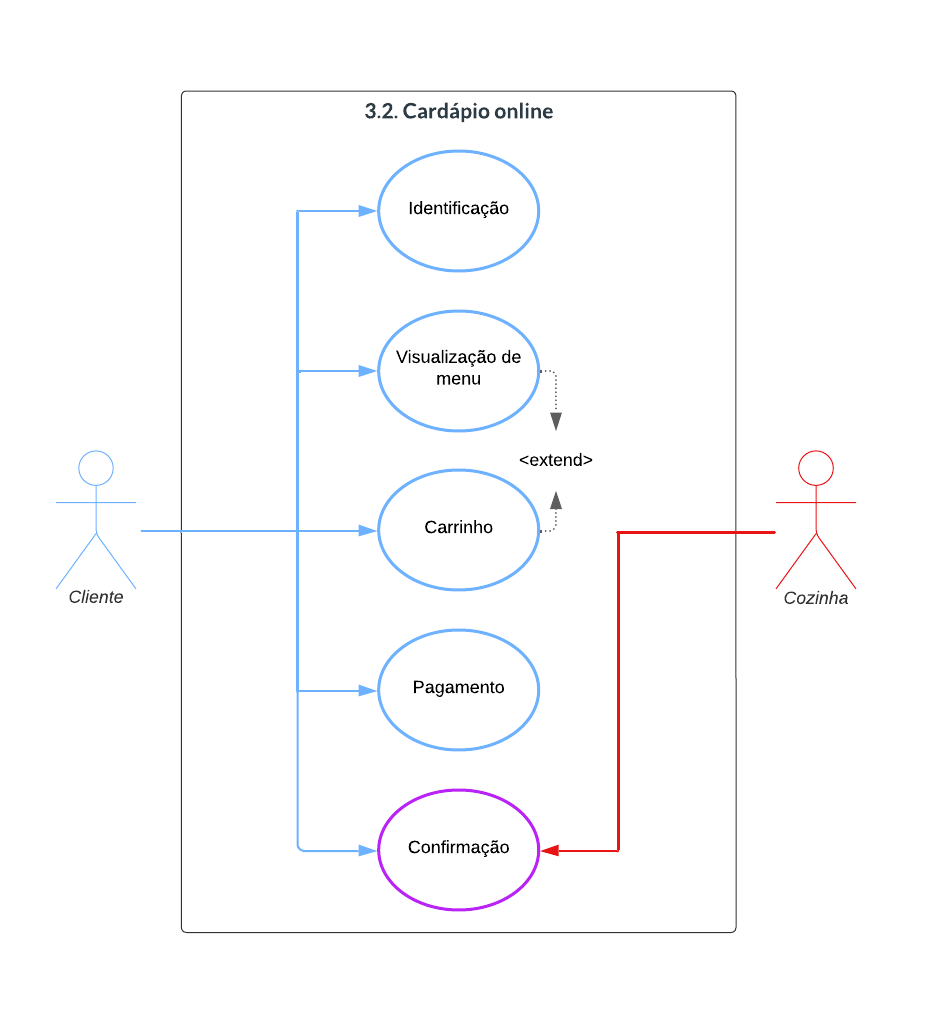 3.2. Cardápio online
Identificação
Visualização de
menu
<extend>
Carrinho
Cliente
Cozinha
Pagamento
Confirmação